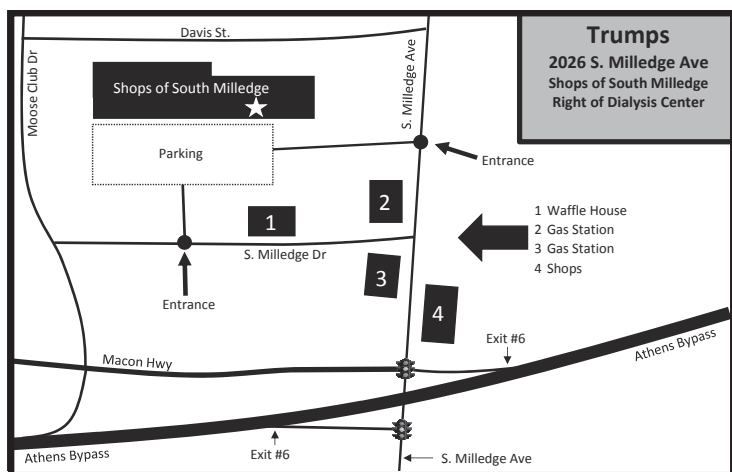 Davis St.
Trumps
2026 S. Milledge Ave
Shops of South Milledge
Right of Dialysis Center
Moose Club Dr
S. Milledge Ave
Shops of South Milledge
Parking
Entrance
1
2
1 Waffle House
2 Gas Station
3 Gas Station
4 Shops
S. Milledge Dr
3
Entrance
4
Exit #6
Athens Bypass
Macon Hwy
Athens Bypass
Exit #6
S. Milledge Ave